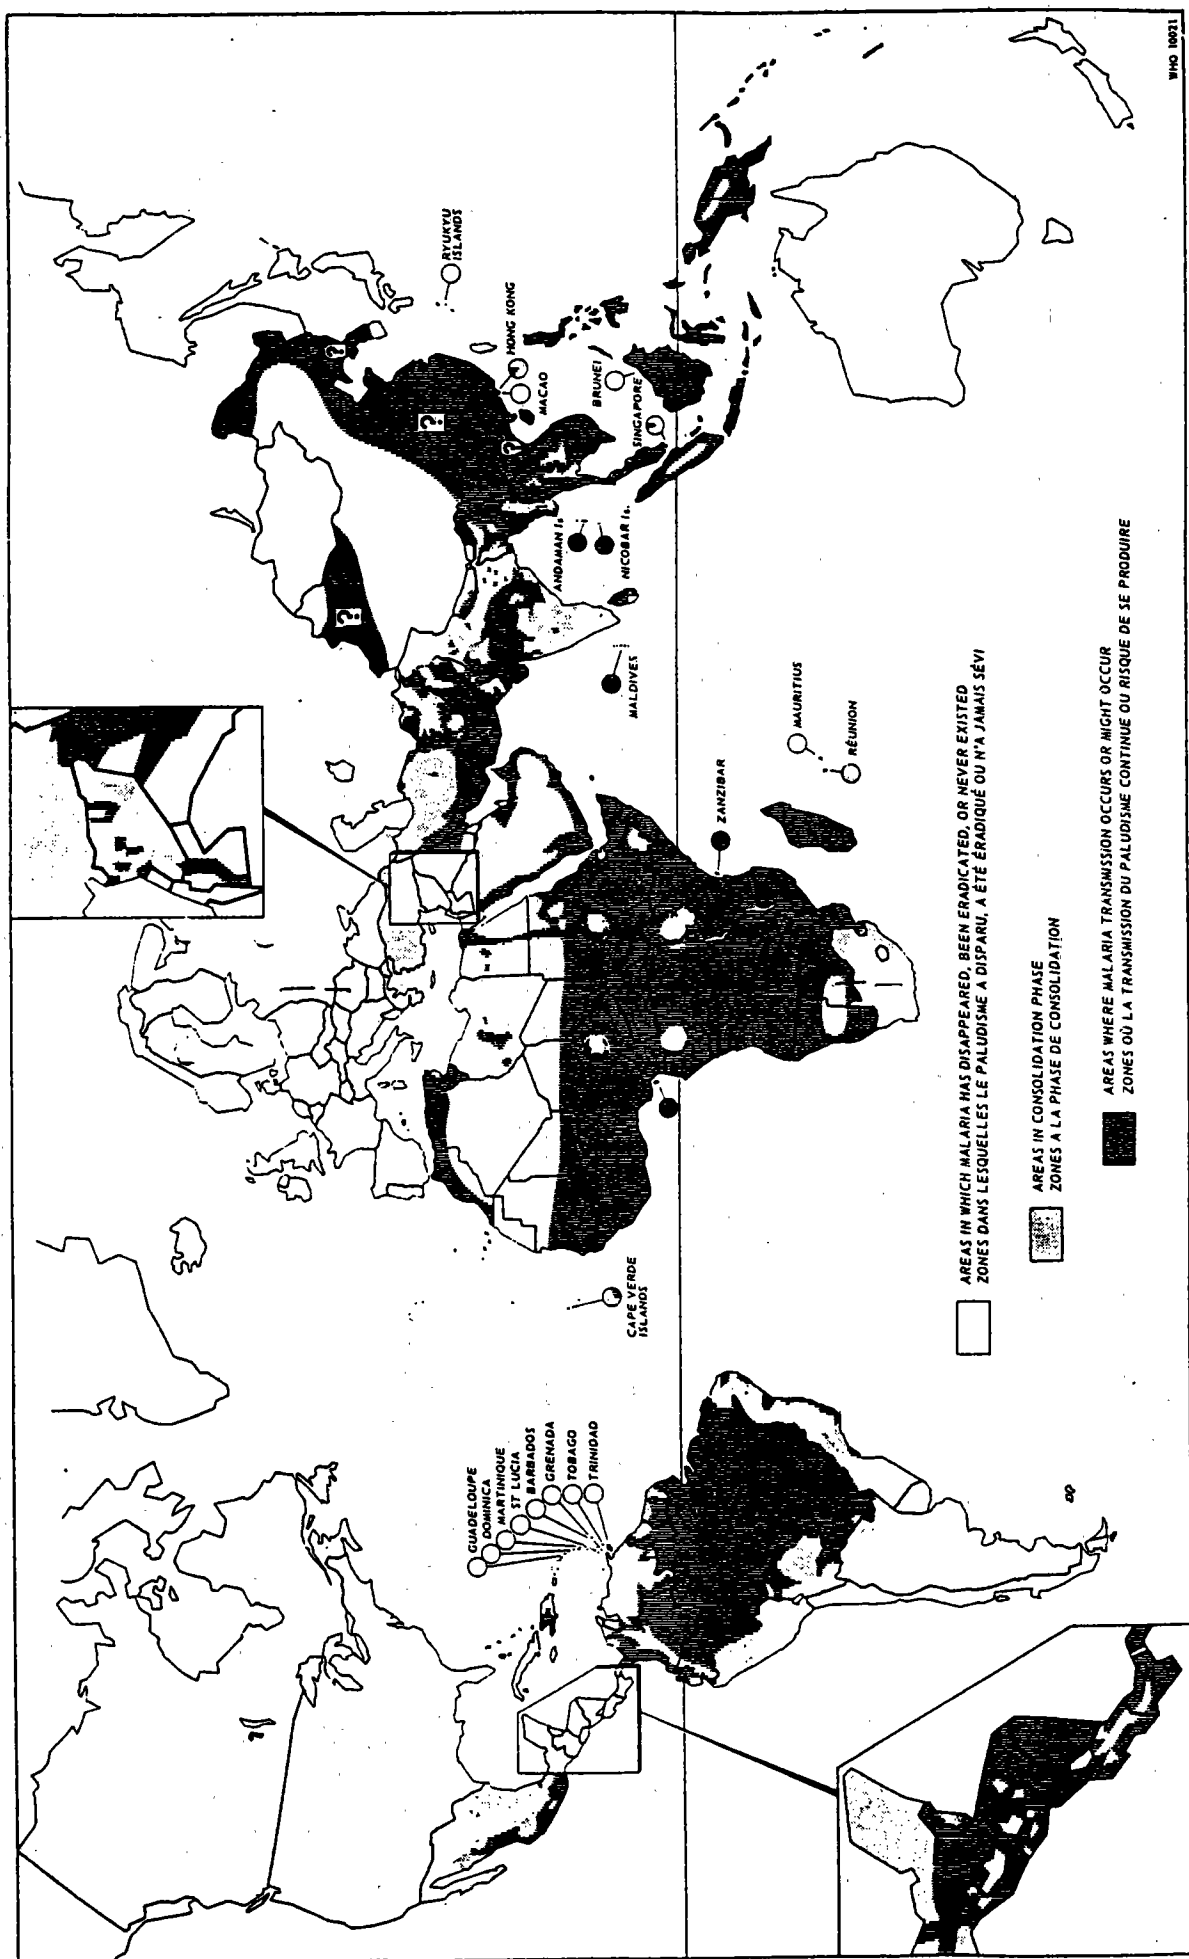 RYUKYU
ISLANDS
HONG KONG
MACAO
BRUNEI
SINGAPORE
?
?
?
?
ANDAMAN Is.
NICOBAR Is.
MALDIVES
MAURITIUS
RÉUNION
ZANZIBAR
CAPE VERDE
ISLANDS
GUADELOUPE
DOMINICA
MARTINIQUE
ST LUCIA
BARBADOS
GRENADA
TOBAGO
TRINIDAD
AREAS IN WHICH MALARIA HAS DISAPPEARED, BEEN ERADICATED, OR NEVER EXISTED
ZONES DANS LESQUELLES LE PALUDISME A DISPARU, A ÉTÉ ÉRADIQUÉ OU N'A JAMAIS SÉVI
AREAS IN CONSOLIDATION PHASE
ZONES A LA PHASE DE CONSOLIDATION
AREAS WHERE MALARIA TRANSMISSION OCCURS OR MIGHT OCCUR
ZONES OÙ LA TRANSMISSION DU PALUDISME CONTINUE OU RISQUE DE SE PRODUIRE
WHO 10021